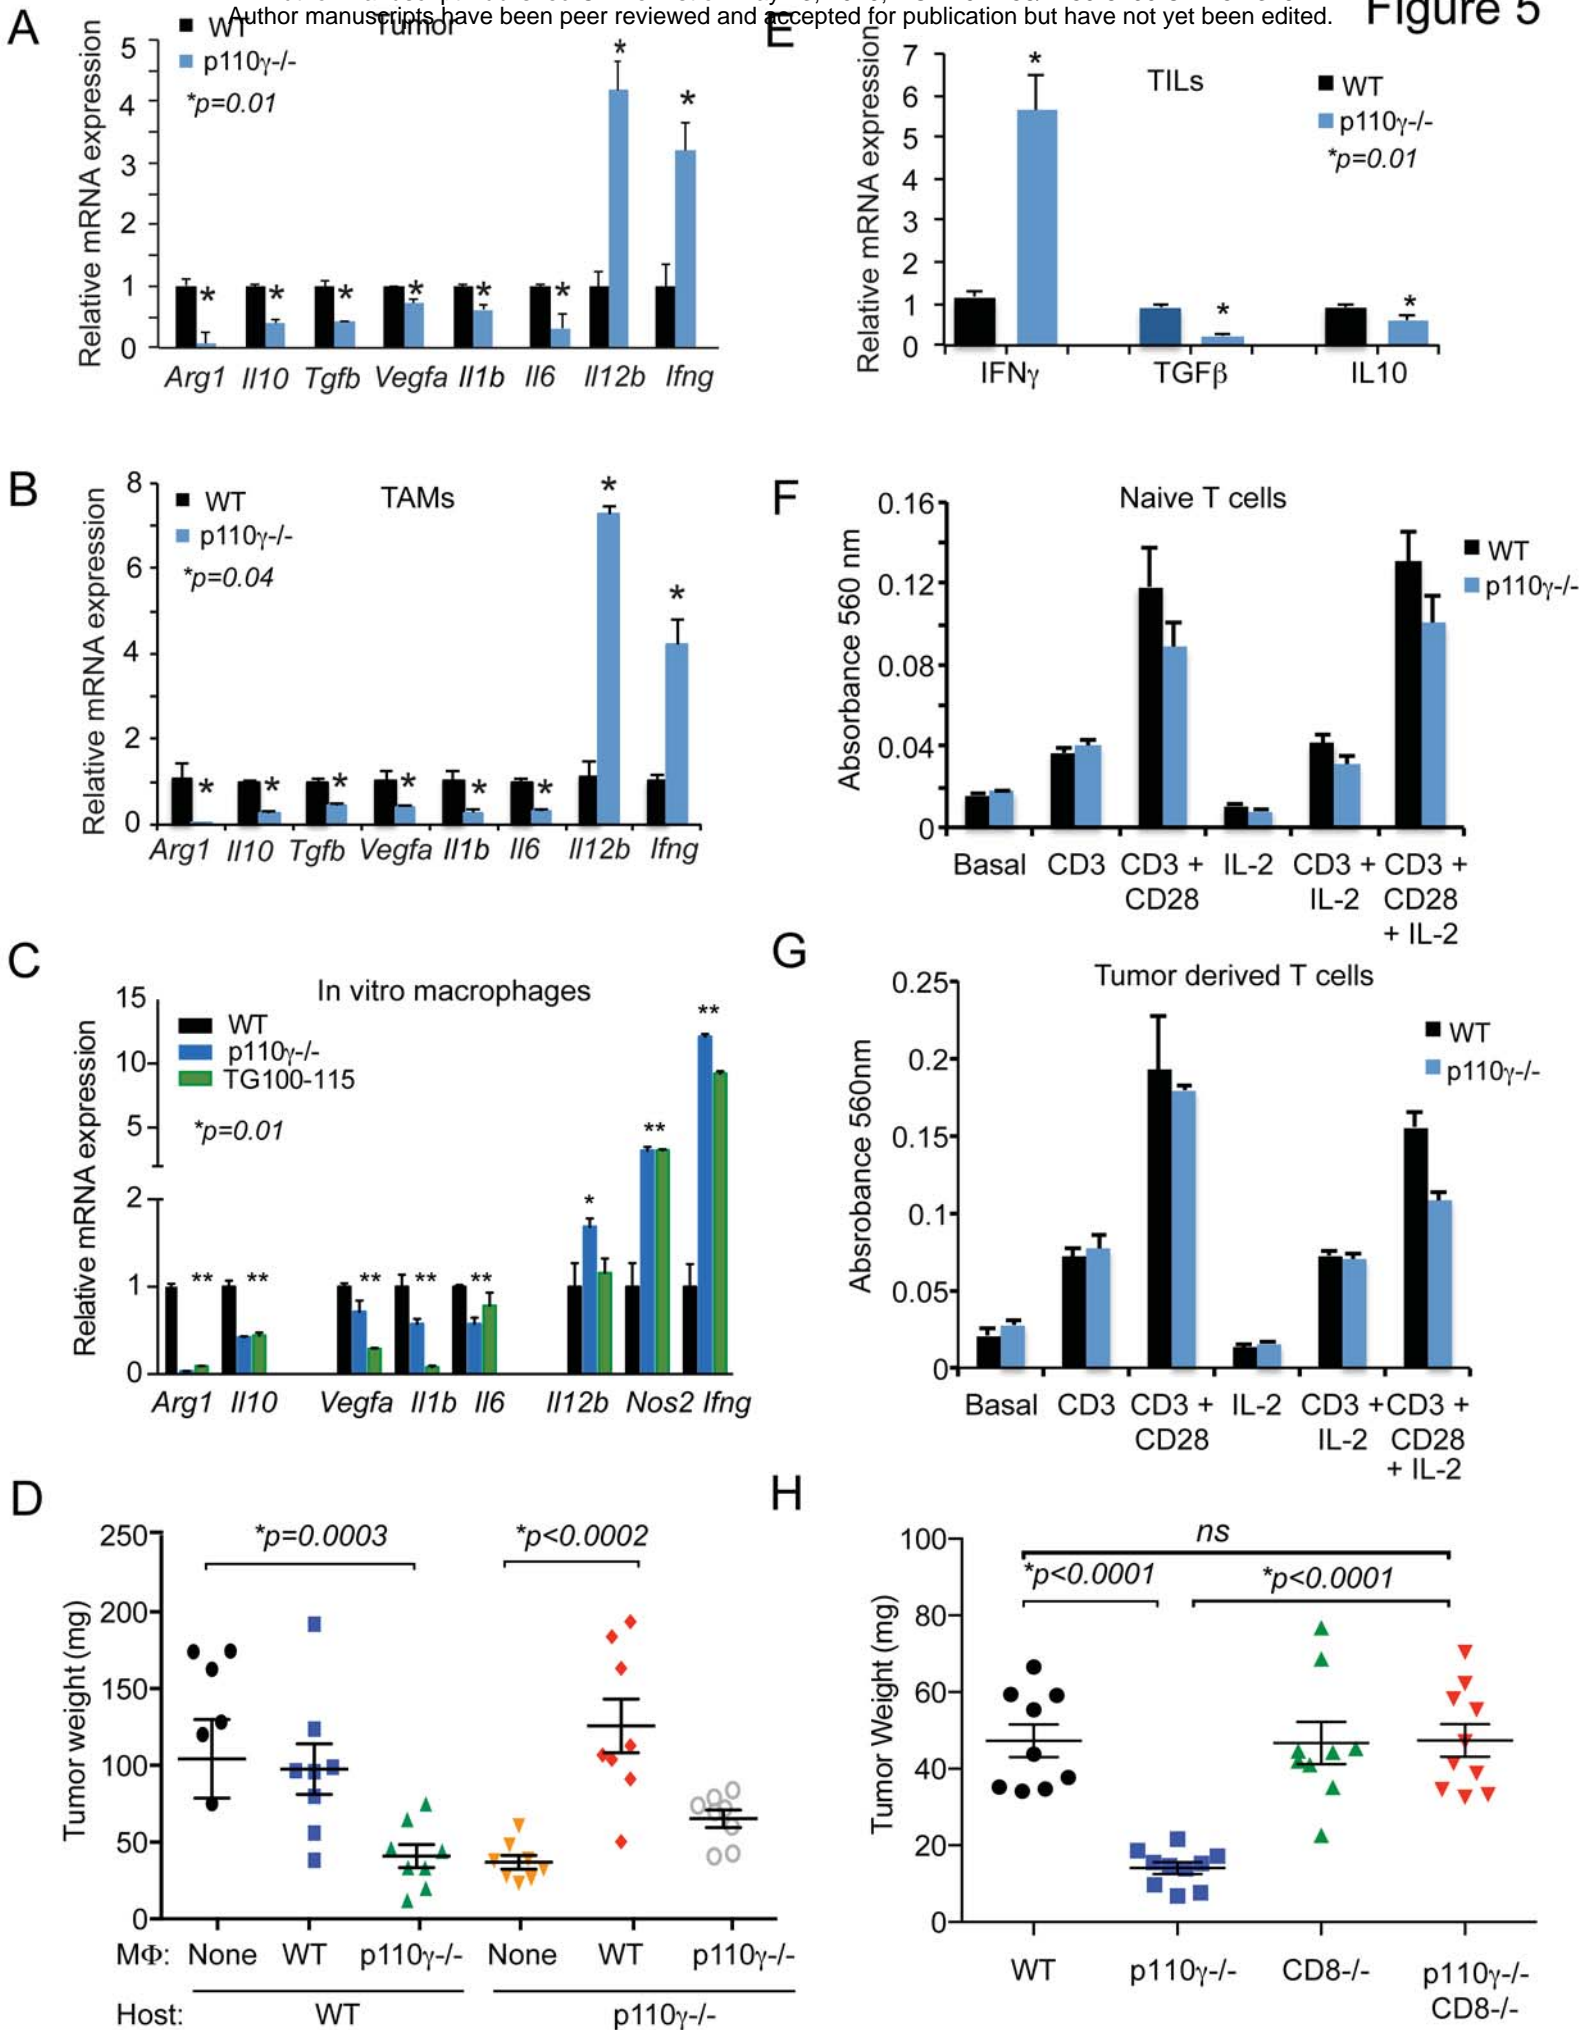 Author manuscripts have been peer reviewed and accepted for publication but have not yet been edited.
Figure 5
A
Tumor
WT
p110γ-/-
*p=0.01
Relative mRNA expression
5
4
3
2
1
0
* * * * * * * *
Arg1 Il10 Tgfb Vegfa Il1b Il6 Il12b Ifng
E
TILs
WT
p110γ-/-
*p=0.01
Relative mRNA expression
7
6
5
4
3
2
1
0
* * *
IFNγ TGFβ IL10
B
TAMs
WT
p110γ-/-
*p=0.04
Relative mRNA expression
8
6
4
2
0
* * * * * * * *
Arg1 Il10 Tgfb Vegfa Il1b Il6 Il12b Ifng
F
Naive T cells
WT
p110γ-/-
Absorbance 560 nm
0.16
0.12
0.08
0.04
0
Basal CD3 CD3 + IL-2 CD3 + CD3 +
CD28 IL-2 CD28
+ IL-2
C
In vitro macrophages
WT
p110γ-/-
TG100-115
*p=0.01
Relative mRNA expression
15
10
5
2
1
0
** ** ** ** ** * ** **
Arg1 Il10 Vegfa Il1b Il6 Il12b Nos2 Ifng
G
Tumor derived T cells
WT
p110γ-/-
Absrobance 560nm
0.25
0.2
0.15
0.1
0.05
0
Basal CD3 CD3 + IL-2 CD3 +CD3 +
CD28 IL-2 CD28
+ IL-2
D
*p=0.0003 *p<0.0002
Tumor weight (mg)
250
200
150
100
50
0
MΦ: None WT p110γ-/- None WT p110γ-/-
Host: WT p110γ-/-
H
ns
*p<0.0001 *p<0.0001
Tumor Weight (mg)
100
80
60
40
20
0
WT p110γ-/- CD8-/- p110γ-/-
CD8-/-